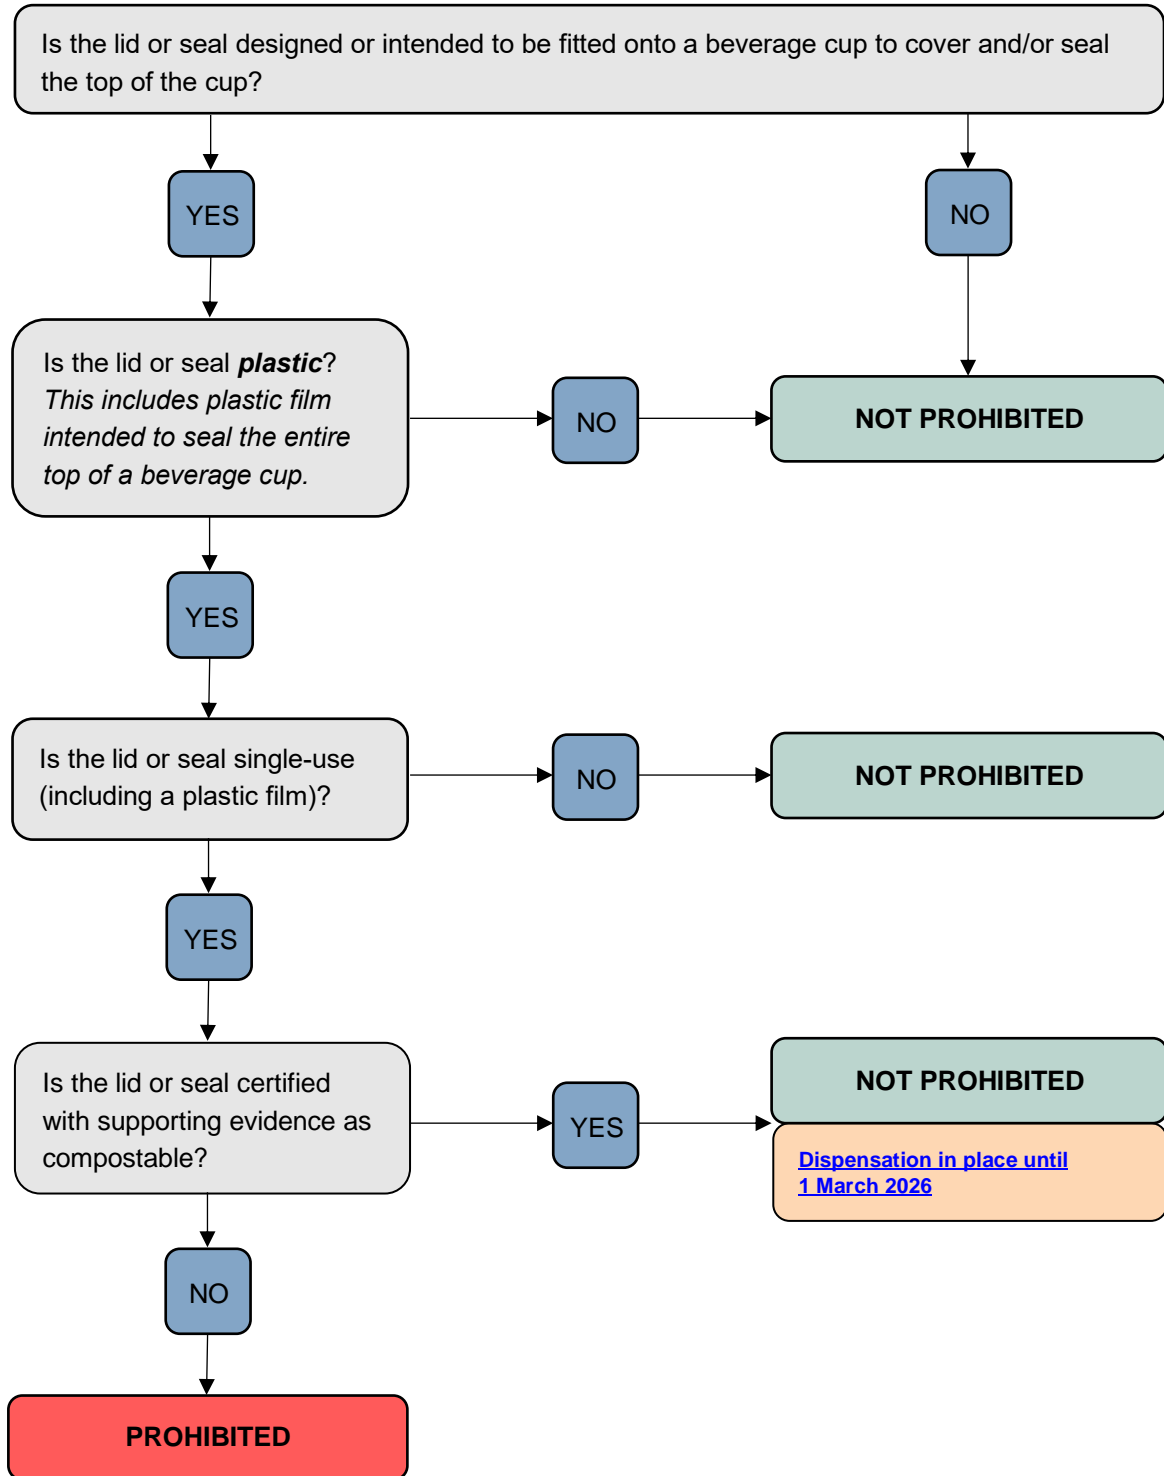 Is the lid or seal designed or intended to be fitted onto a beverage cup to cover and/or seal
the top of the cup?
YES
NO
Is the lid or seal plastic?
This includes plastic film
intended to seal the entire
top of a beverage cup.
NO
NOT PROHIBITED
YES
Is the lid or seal single-use
(including a plastic film)?
NO
NOT PROHIBITED
YES
Is the lid or seal certified
with supporting evidence as
compostable?
YES
NOT PROHIBITED
Dispensation in place until
1 March 2026
NO
PROHIBITED